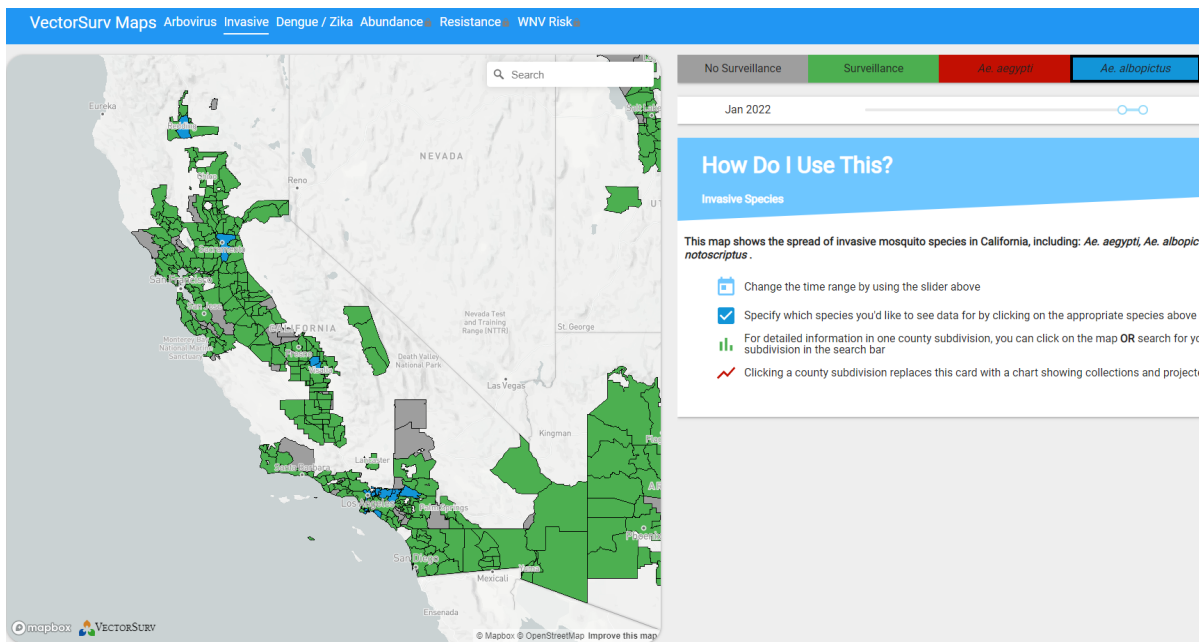 VectorSurv Maps Arbovirus Invasive Dengue / Zika Abundance Resistance WNV Risk
Search
No Surveillance Surveillance Ae. aegypti Ae. albopictus
Jan 2022
How Do I Use This?
Invasive Species
This map shows the spread of invasive mosquito species in California, including: Ae. aegypti, Ae. albopic
notoscriptus .
Change the time range by using the slider above
Specify which species you'd like to see data for by clicking on the appropriate species above
For detailed information in one county subdivision, you can click on the map OR search for yo
subdivision in the search bar
Clicking a county subdivision replaces this card with a chart showing collections and projecte
Eureka
Redding
NEVADA
Reno
Sacramento
San Francisco
CALIFORNIA
Fresno
Monterey Bay
National Marine
Sanctuary
Nevada Test
and Training
Range (NTTR)
St. George
Death Valley
National Park
Las Vegas
Kingman
Lancaster
Santa Barbara
Los Angeles
Palm Springs
Phoenix
San Diego
Yuma
Mexicali
Ensenada
mapbox VECTORSURV
© Mapbox © OpenStreetMap Improve this map